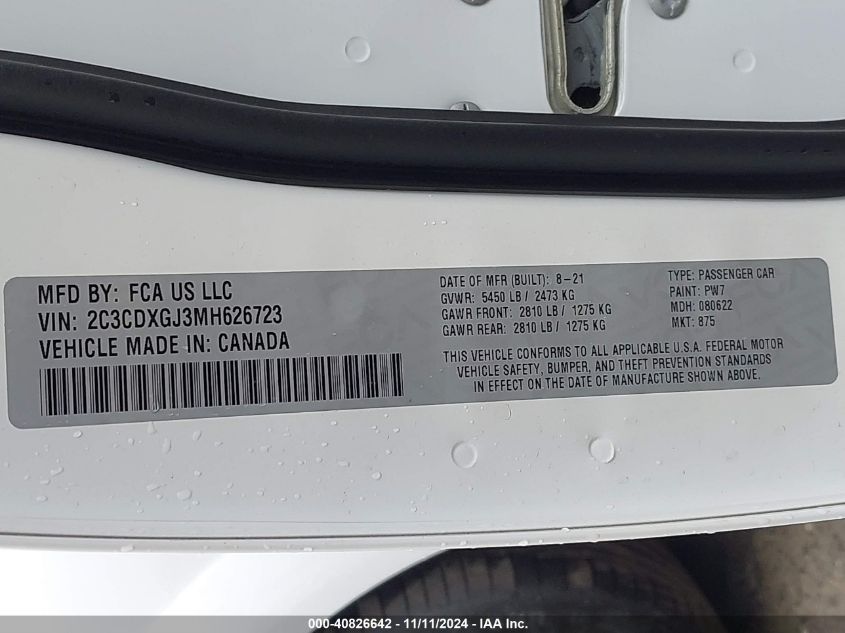 MFD BY: FCA US LLC
VIN: 2C3CDXGJ3MH626723
VEHICLE MADE IN: CANADA
DATE OF MFR (BUILT): 8-21
GVWR: 5450 LB / 2473 KG
GAWR FRONT: 2810 LB / 1275 KG
GAWR REAR: 2810 LB / 1275 KG
TYPE: PASSENGER CAR
PAINT: PW7
MDH: 080622
MKT: 875
THIS VEHICLE CONFORMS TO ALL APPLICABLE U.S.A. FEDERAL MOTOR
VEHICLE SAFETY, BUMPER, AND THEFT PREVENTION STANDARDS
IN EFFECT ON THE DATE OF MANUFACTURE SHOWN ABOVE.
000-40826642 - 11/11/2024 - IAA Inc.